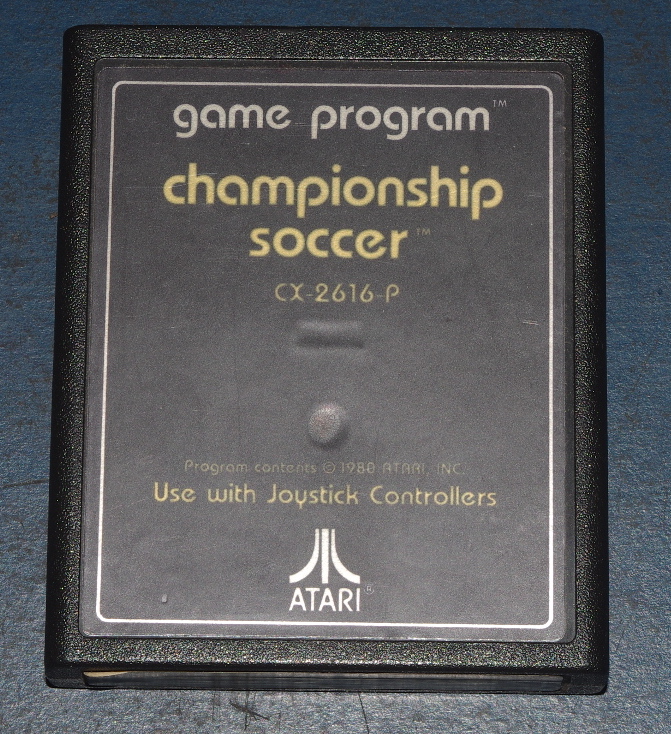 game program™
championship
soccer™
CX-2616-P
Program contents © 1980 ATARI, INC.
Use with Joystick Controllers
ATARI®